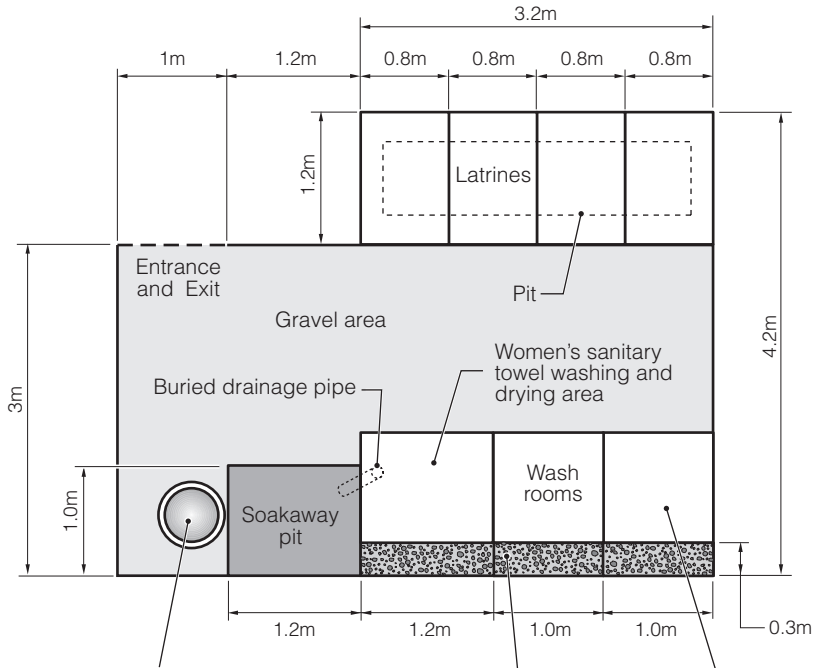 3.2m
1m
1.2m
0.8m
0.8m
0.8m
0.8m
1.2m
Latrines
Entrance
and Exit
Pit
Gravel area
4.2m
Women's sanitary
towel washing and
drying area
Buried drainage pipe
3m
1.0m
Soakaway
pit
Wash
rooms
1.2m
1.2m
1.0m
1.0m
0.3m